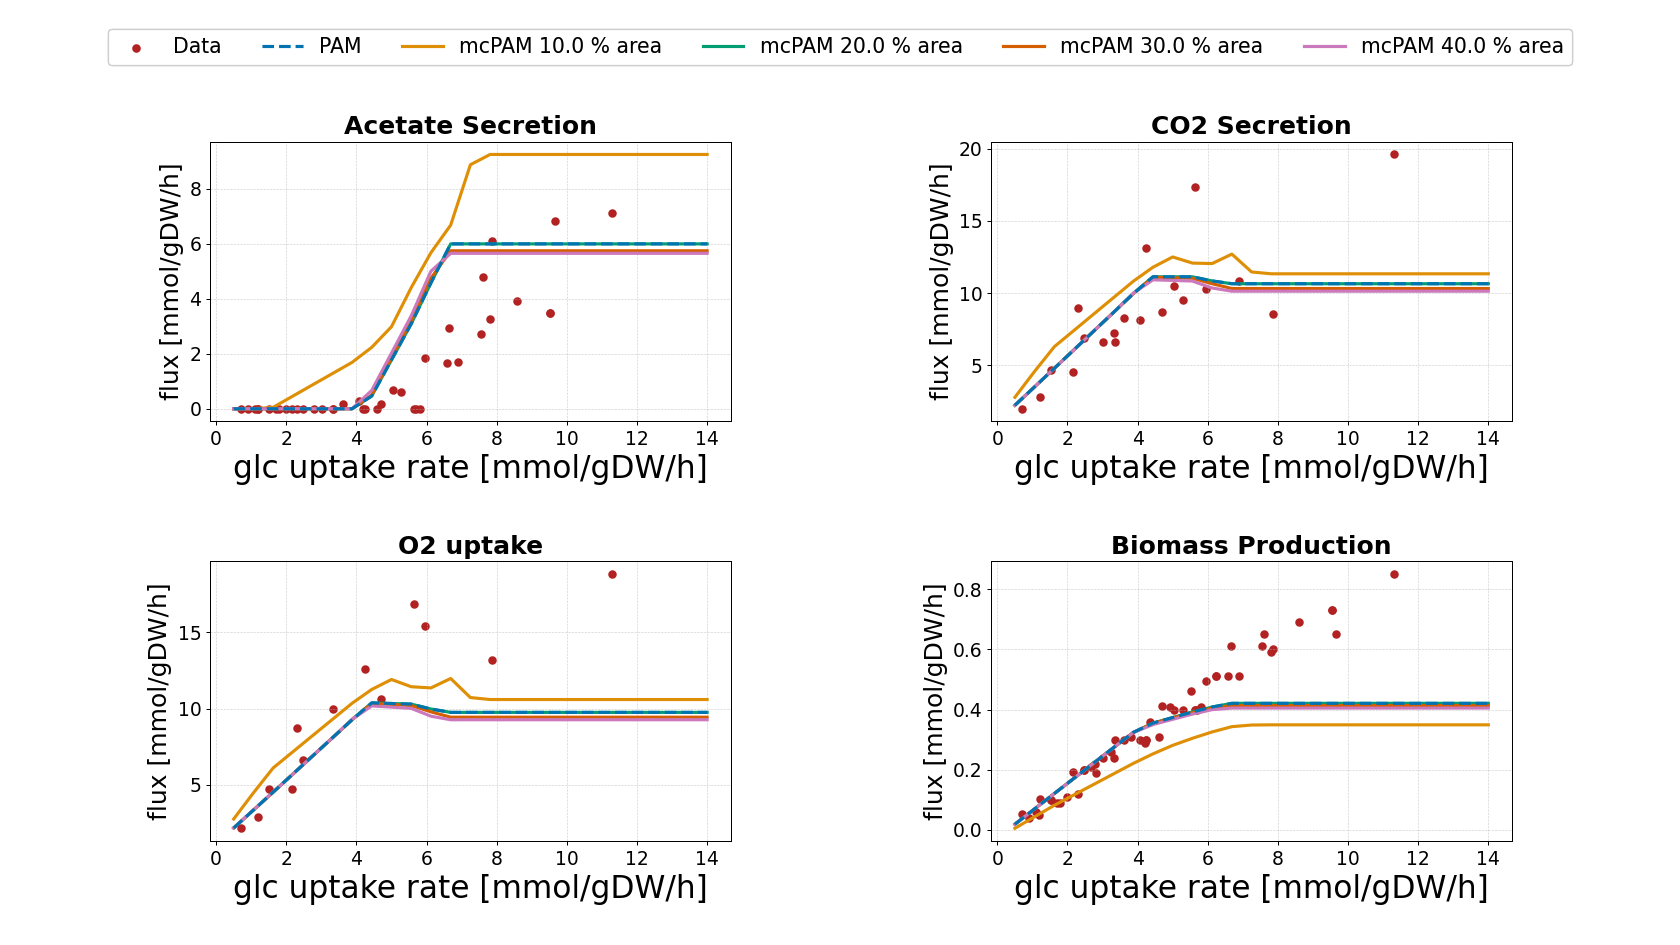 Data PAM mcPAM 10.0 % area mcPAM 20.0 % area mcPAM 30.0 % area mcPAM 40.0 % area
Acetate Secretion
flux [mmol/gDW/h]
8
6
4
2
0
0 2 4 6 8 10 12 14
glc uptake rate [mmol/gDW/h]
CO2 Secretion
flux [mmol/gDW/h]
20
15
10
5
0 2 4 6 8 10 12 14
glc uptake rate [mmol/gDW/h]
O2 uptake
flux [mmol/gDW/h]
15
10
5
0 2 4 6 8 10 12 14
glc uptake rate [mmol/gDW/h]
Biomass Production
flux [mmol/gDW/h]
0.8
0.6
0.4
0.2
0.0
0 2 4 6 8 10 12 14
glc uptake rate [mmol/gDW/h]